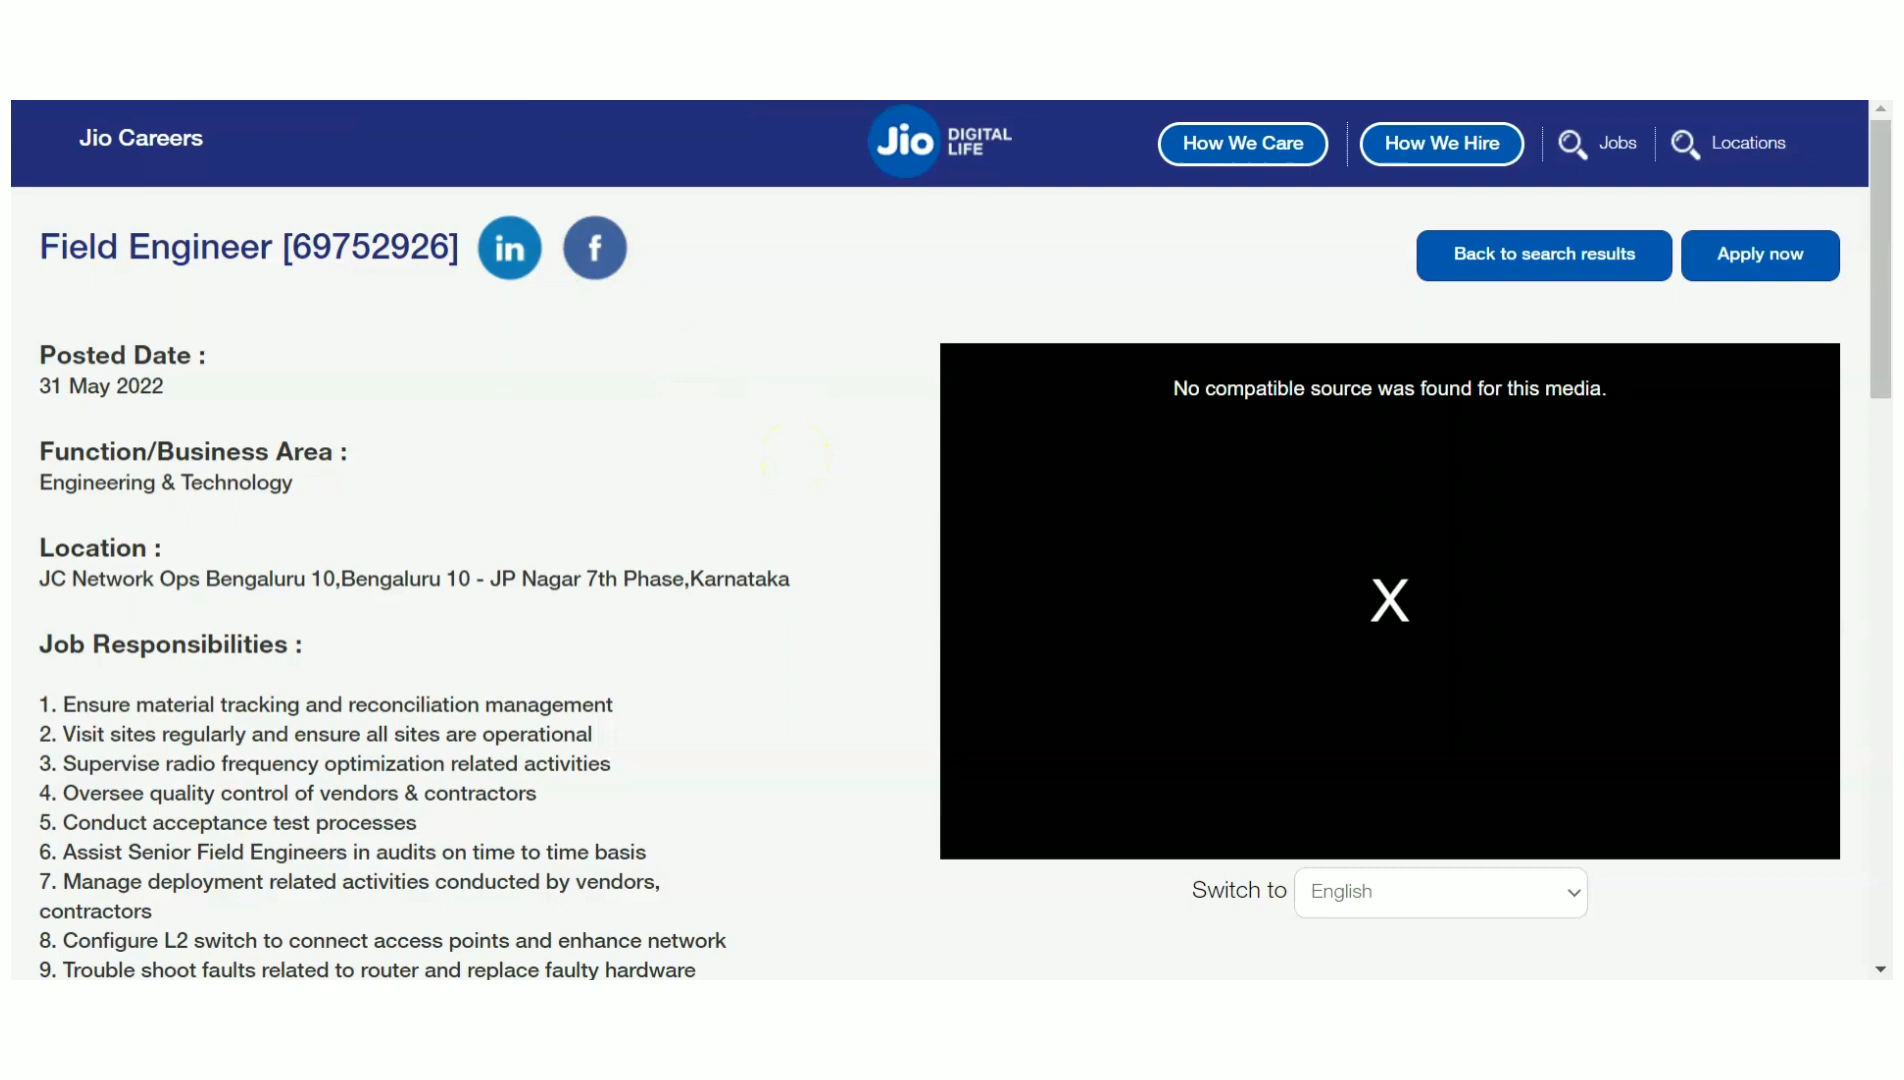 Jio Careers
Jio DIGITAL LIFE
How We Care
How We Hire
Jobs
Locations
Field Engineer [69752926]
in
f
Back to search results
Apply now
Posted Date :
31 May 2022
Function/Business Area :
Engineering & Technology
Location :
JC Network Ops Bengaluru 10,Bengaluru 10 - JP Nagar 7th Phase,Karnataka
Job Responsibilities :
1. Ensure material tracking and reconciliation management
2. Visit sites regularly and ensure all sites are operational
3. Supervise radio frequency optimization related activities
4. Oversee quality control of vendors & contractors
5. Conduct acceptance test processes
6. Assist Senior Field Engineers in audits on time to time basis
7. Manage deployment related activities conducted by vendors,
contractors
8. Configure L2 switch to connect access points and enhance network
9. Trouble shoot faults related to router and replace faulty hardware
No compatible source was found for this media.
X
Switch to English